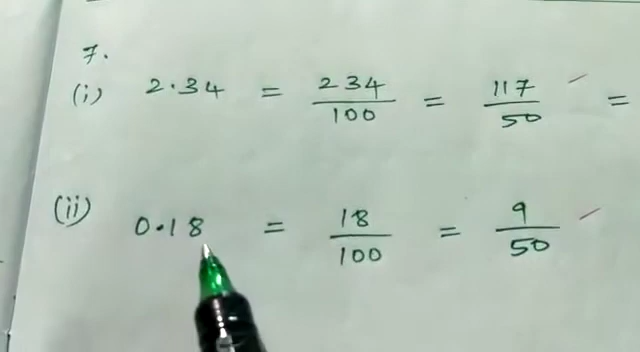 7.
(i) 2.34 = 234/100 = 117/50 =
(ii) 0.18 = 18/100 = 9/50